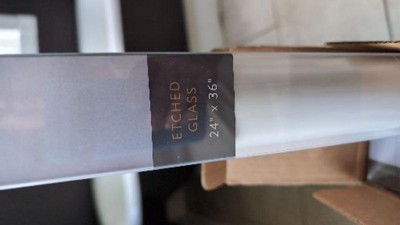 ETCHED
GLASS
24" x 36"